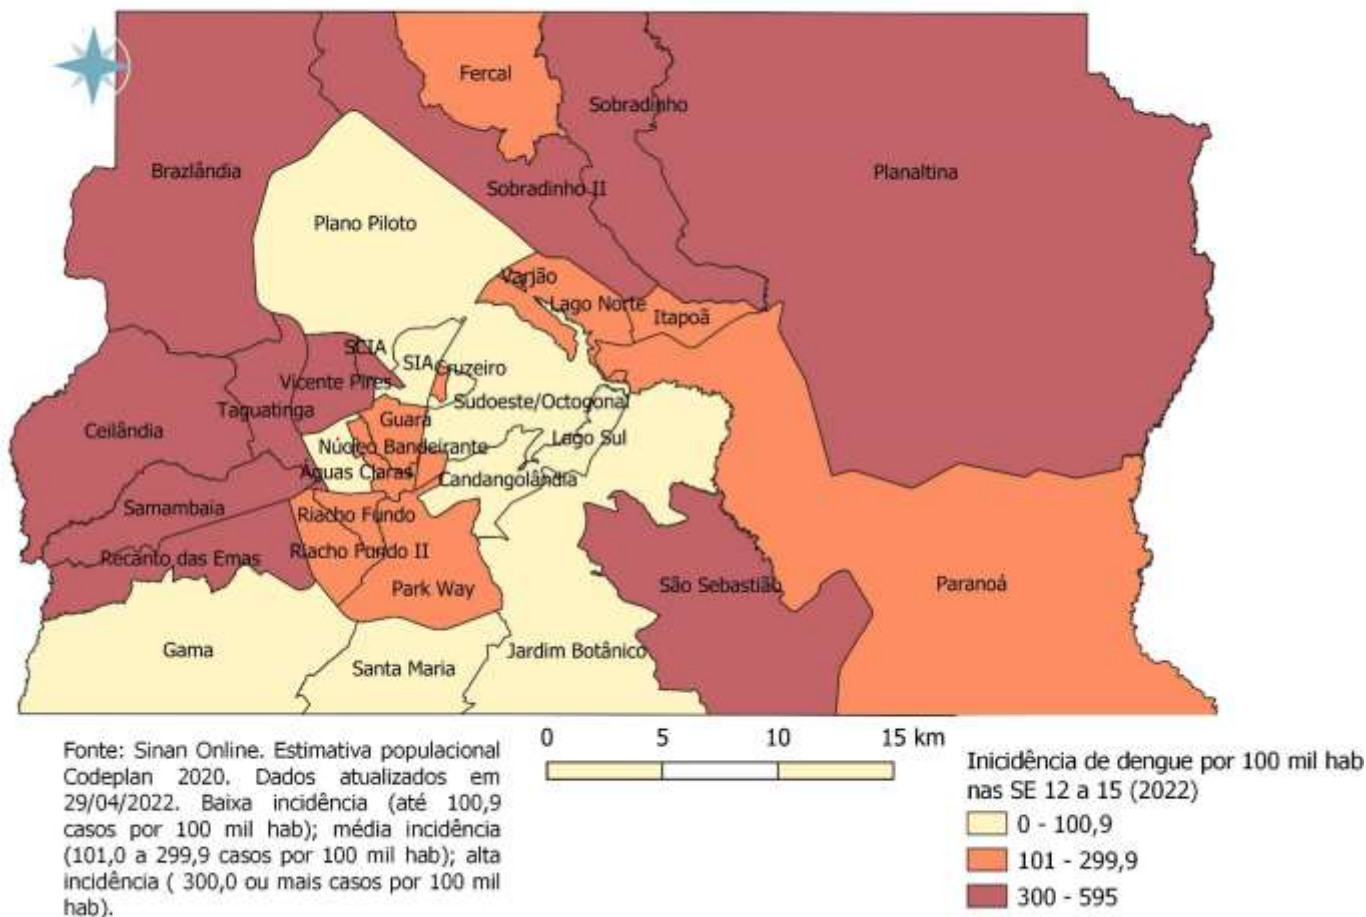 Fercal
Sobradinho
Brazlândia
Planaltina
Sobradinho II
Plano Piloto
Varjão
Lago Norte
Itapoã
SCIA
SIA
Cruzeiro
Vicente Pires
Sudoeste/Octogonal
Taguatinga
Guará
Ceilândia
Lago Sul
Núcleo Bandeirante
Águas Claras
Candangolândia
Samambaia
Riacho Fundo
Recanto das Emas
Riacho Fundo II
Park Way
São Sebastião
Paranoá
Gama
Santa Maria
Jardim Botânico
0 5 10 15 km
Fonte: Sinan Online. Estimativa populacional
Codeplan 2020. Dados atualizados em
29/04/2022. Baixa incidência (até 100,9
casos por 100 mil hab); média incidência
(101,0 a 299,9 casos por 100 mil hab); alta
incidência ( 300,0 ou mais casos por 100 mil
hab).
Inicidência de dengue por 100 mil hab
nas SE 12 a 15 (2022)
0 - 100,9
101 - 299,9
300 - 595